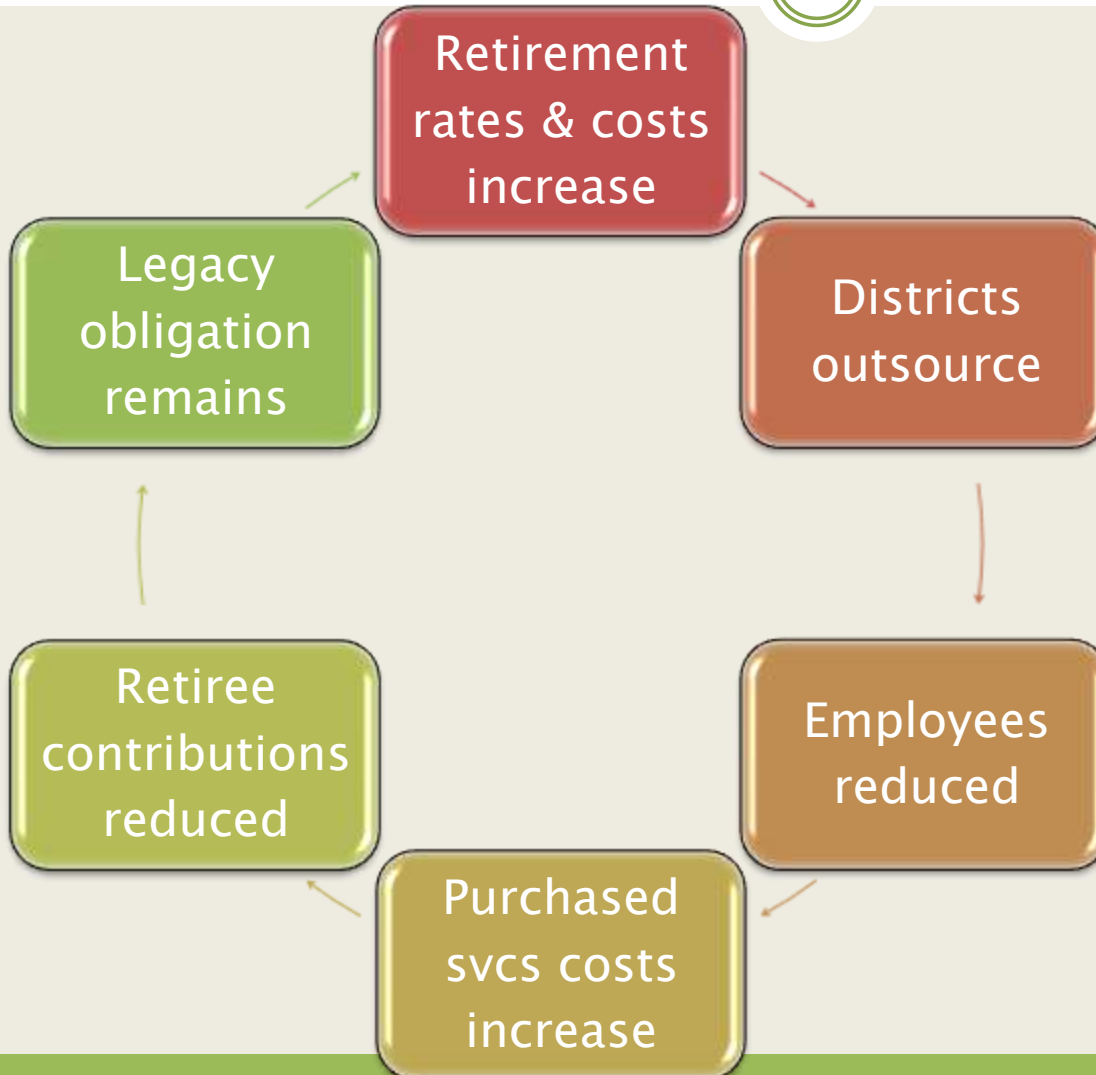 Retirement
rates & costs
increase
Districts
outsource
Employees
reduced
Purchased
svcs costs
increase
Retiree
contributions
reduced
Legacy
obligation
remains